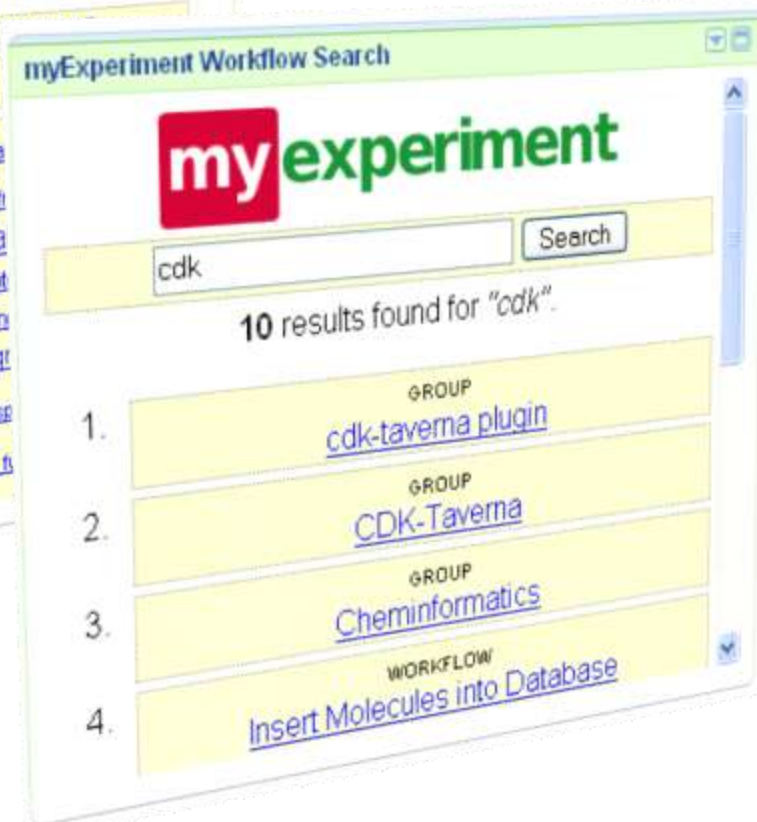 myExperiment Workflow Search
my experiment
cdk
Search
10 results found for "cdk".
1.
GROUP
cdk-taverna plugin
2.
GROUP
CDK-Taverna
3.
GROUP
Cheminformatics
4.
WORKFLOW
Insert Molecules into Database